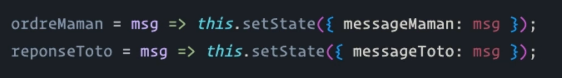 ordreMaman = msg => this.setState({ messageMaman: msg });
reponseToto = msg => this.setState({ messageToto: msg });